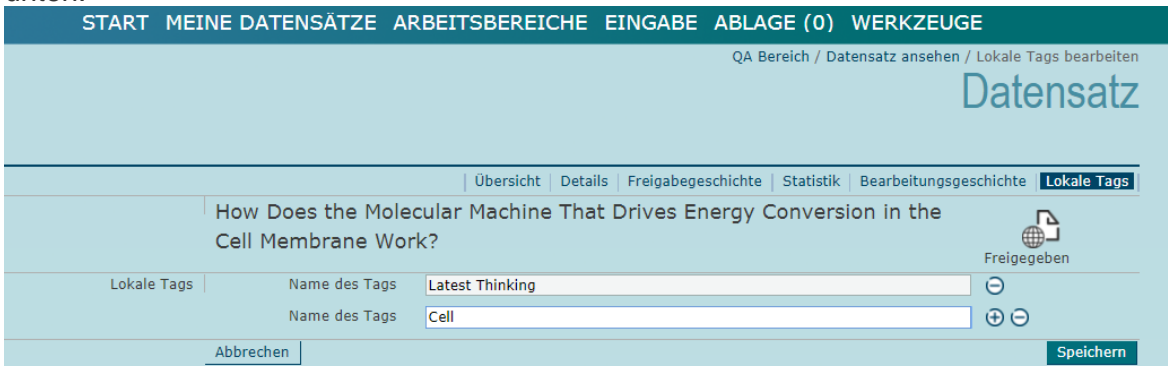 unten.
START MEINE DATENSÄTZE ARBEITSBEREICHE EINGABE ABLAGE (0) WERKZEUGE
QA Bereich / Datensatz ansehen / Lokale Tags bearbeiten
Datensatz
Übersicht | Details | Freigabegeschichte | Statistik | Bearbeitungsgeschichte | Lokale Tags
How Does the Molecular Machine That Drives Energy Conversion in the
Cell Membrane Work?
Freigegeben
Lokale Tags Name des Tags Latest Thinking
Name des Tags Cell
Abbrechen Speichern